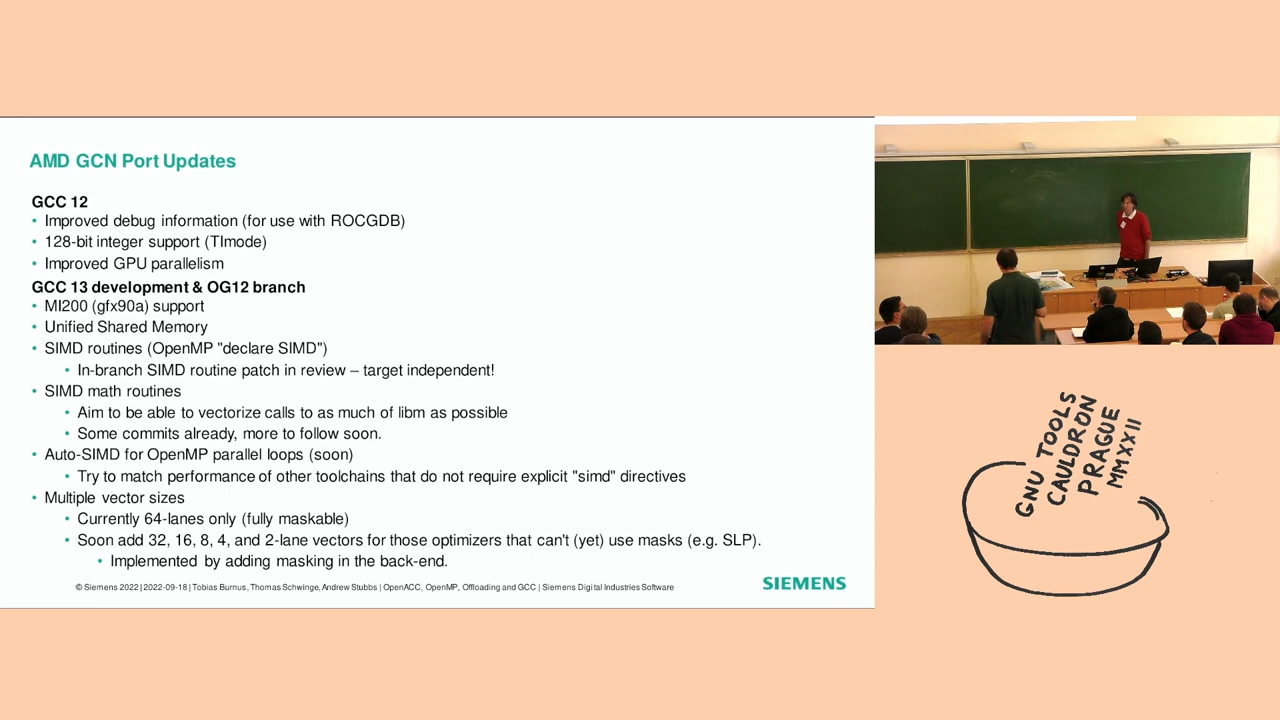 AMD GCN Port Updates
GCC 12
• Improved debug information (for use with ROCGDB)
• 128-bit integer support (TImode)
• Improved GPU parallelism
GCC 13 development & OG12 branch
• MI200 (gfx90a) support
• Unified Shared Memory
• SIMD routines (OpenMP "declare SIMD")
• In-branch SIMD routine patch in review – target independent!
• SIMD math routines
• Aim to be able to vectorize calls to as much of libm as possible
• Some commits already, more to follow soon.
• Auto-SIMD for OpenMP parallel loops (soon)
• Try to match performance of other toolchains that do not require explicit "simd" directives
• Multiple vector sizes
• Currently 64-lanes only (fully maskable)
• Soon add 32, 16, 8, 4, and 2-lane vectors for those optimizers that can't (yet) use masks (e.g. SLP).
• Implemented by adding masking in the back-end.
© Siemens 2022 | 2022-09-18 | Tobias Burnus, Thomas Schwinge, Andrew Stubbs | OpenACC, OpenMP, Offloading and GCC | Siemens Digital Industries Software
SIEMENS
GNU TOOLS
CAULDRON
PRAGUE
MMXXII